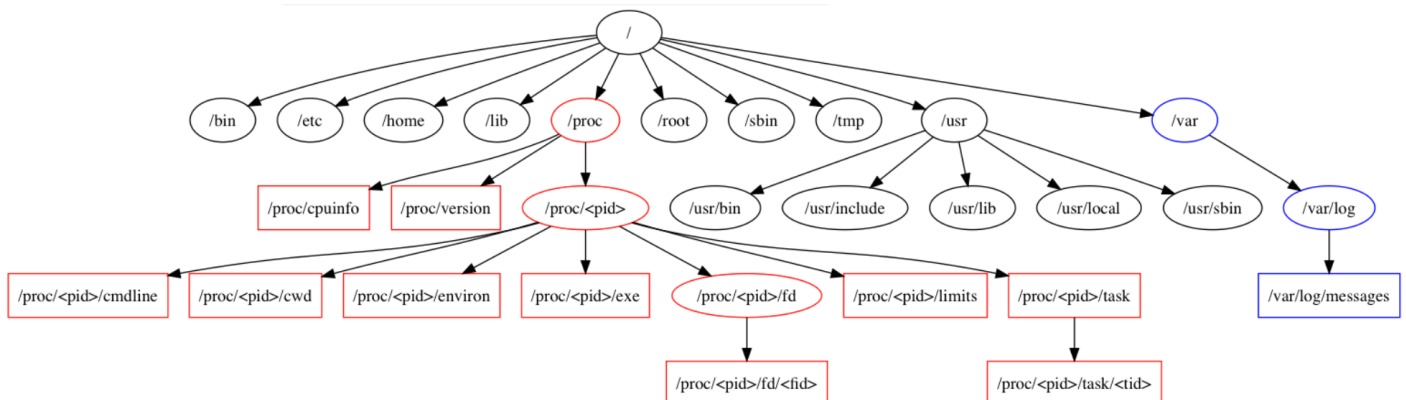 /
/bin
/etc
/home
/lib
/proc
/root
/sbin
/tmp
/usr
/var
/proc/cpuinfo
/proc/version
/proc/<pid>
/usr/bin
/usr/include
/usr/lib
/usr/local
/usr/sbin
/var/log
/proc/<pid>/cmdline
/proc/<pid>/cwd
/proc/<pid>/environ
/proc/<pid>/exe
/proc/<pid>/fd
/proc/<pid>/limits
/proc/<pid>/task
/var/log/messages
/proc/<pid>/fd/<fid>
/proc/<pid>/task/<tid>